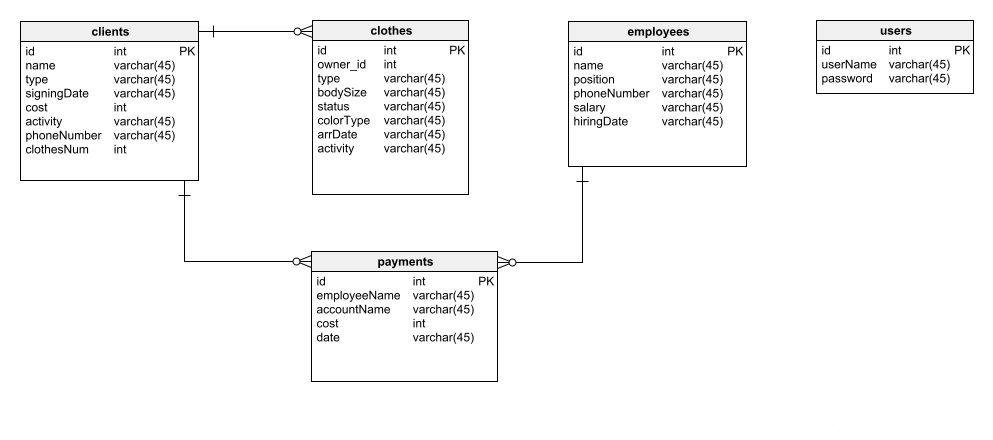 clients
id int PK
name varchar(45)
type varchar(45)
signingDate varchar(45)
cost int
activity varchar(45)
phoneNumber varchar(45)
clothesNum int
clothes
id int PK
owner_id int
type varchar(45)
bodySize varchar(45)
status varchar(45)
colorType varchar(45)
arrDate varchar(45)
activity varchar(45)
employees
id int PK
name varchar(45)
position varchar(45)
phoneNumber varchar(45)
salary varchar(45)
hiringDate varchar(45)
users
id int PK
userName varchar(45)
password varchar(45)
payments
id int PK
employeeName varchar(45)
accountName varchar(45)
cost int
date varchar(45)